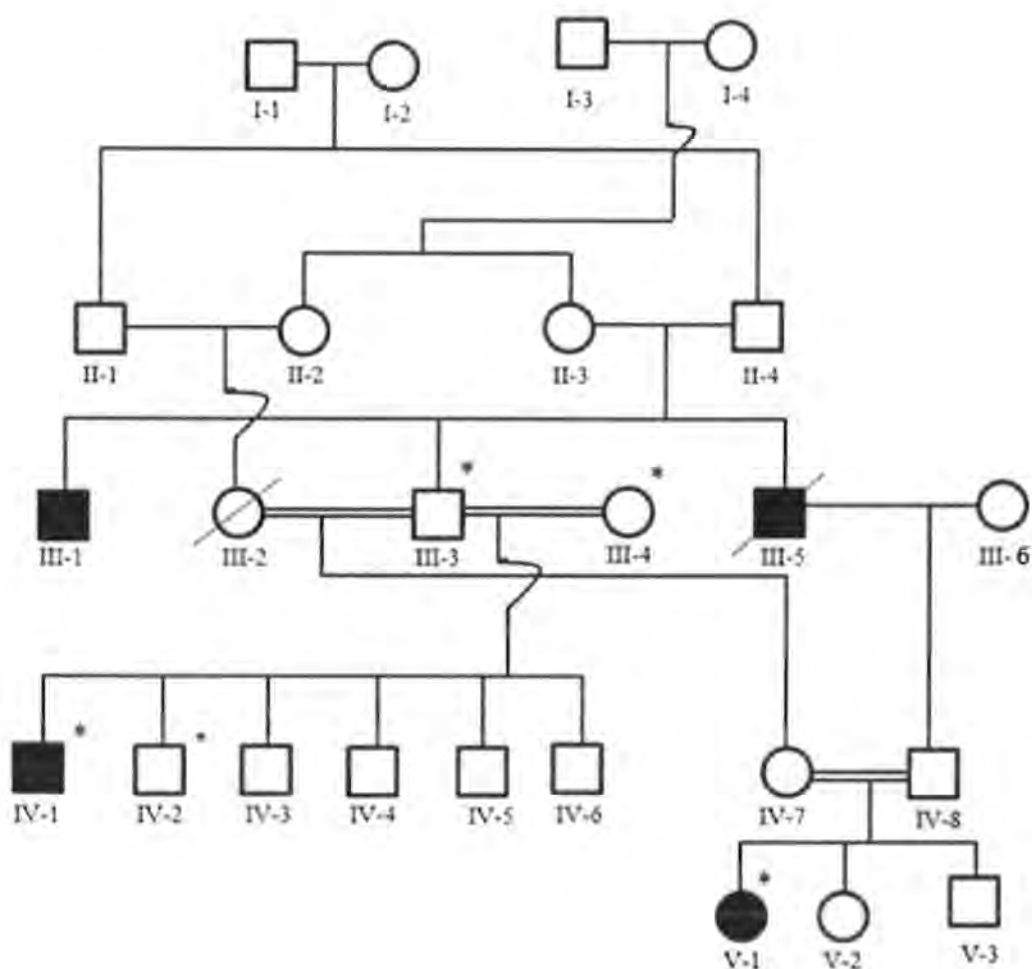 I-1 I-2 I-3 I-4
II-1 II-2 II-3 II-4
* *
III-1 III-2 III-3 III-4 III-5 III-6
* *
IV-1 IV-2 IV-3 IV-4 IV-5 IV-6 IV-7 IV-8
*
V-1 V-2 V-3